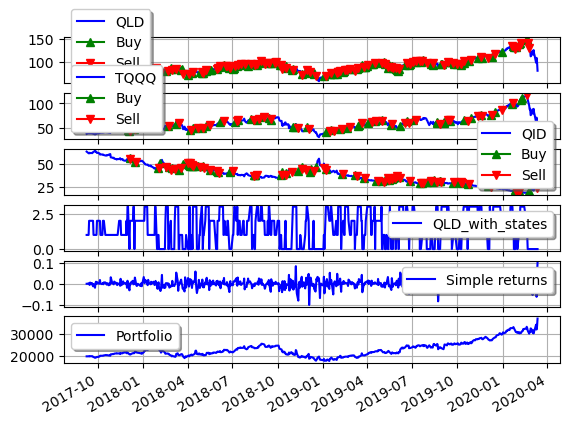 QLD
Buy
Sell
150
100
TQQQ
Buy
Sell
100
50
QID
Buy
Sell
50
25
QLD_with_states
2.5
0.0
Simple returns
0.1
0.0
−0.1
Portfolio
30000
20000
2017-10
2018-01
2018-04
2018-07
2018-10
2019-01
2019-04
2019-07
2019-10
2020-01
2020-04